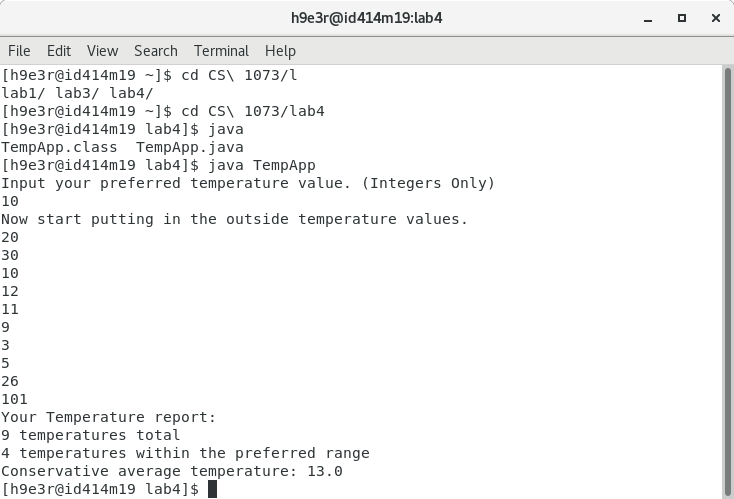 h9e3r@id414m19:lab4
File Edit View Search Terminal Help
[h9e3r@id414m19 ~]$ cd CS\ 1073/l
lab1/ lab3/ lab4/
[h9e3r@id414m19 ~]$ cd CS\ 1073/lab4
[h9e3r@id414m19 lab4]$ java
TempApp.class  TempApp.java
[h9e3r@id414m19 lab4]$ java TempApp
Input your preferred temperature value. (Integers Only)
10
Now start putting in the outside temperature values.
20
30
10
12
11
9
3
5
26
101
Your Temperature report:
9 temperatures total
4 temperatures within the preferred range
Conservative average temperature: 13.0
[h9e3r@id414m19 lab4]$